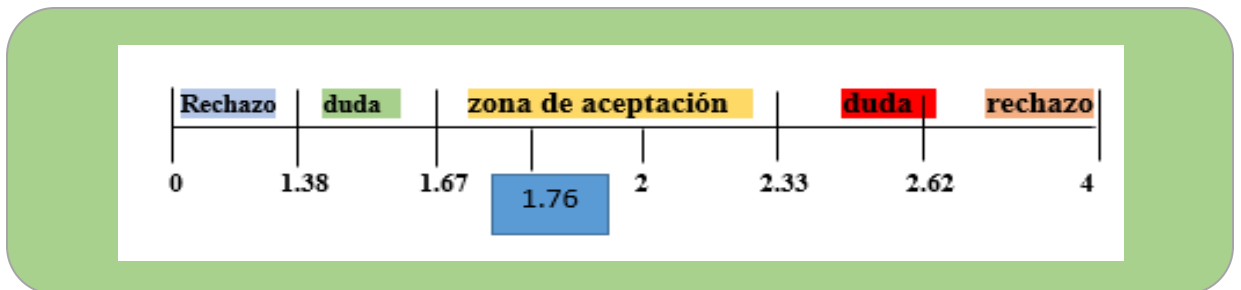 Rechazo duda zona de aceptación duda rechazo
0 1.38 1.67 1.76 2 2.33 2.62 4